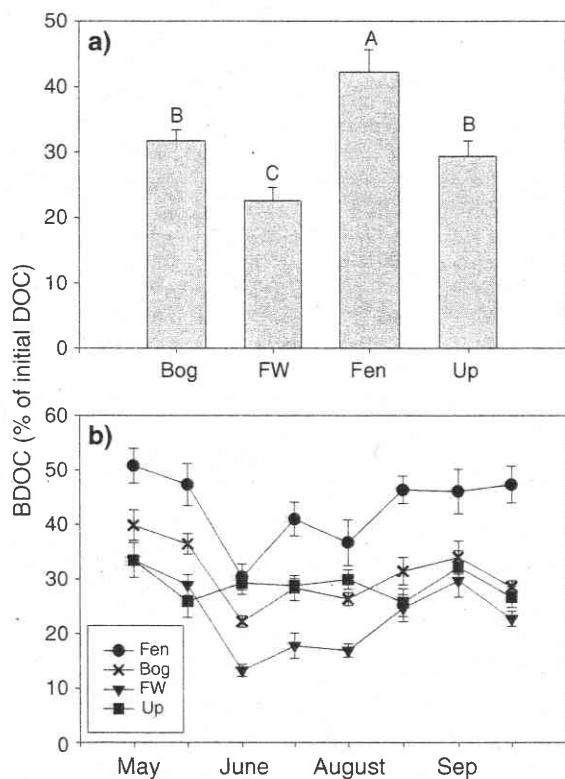 a)
50
40
30
20
10
0
B
C
A
B
Bog FW Fen Up
BDOC (% of initial DOC)
b)
60
50
40
30
20
10
0
Fen
Bog
FW
Up
May June August Sep